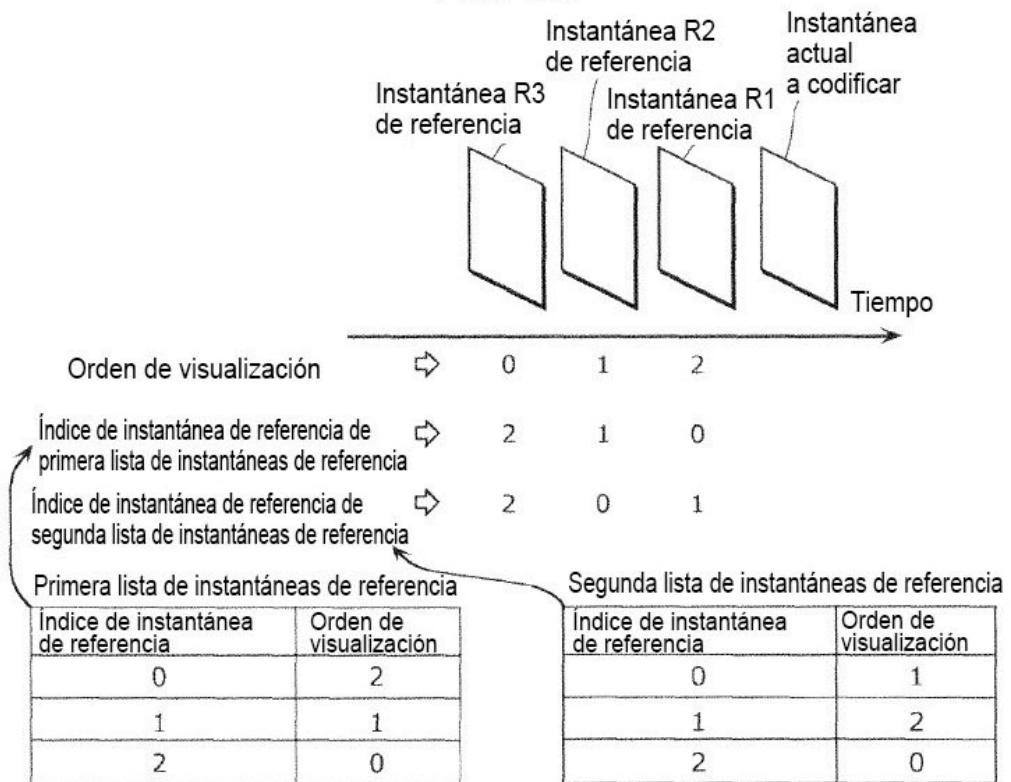 Instantánea R3
de referencia
Instantánea R2
de referencia
Instantánea R1
de referencia
Instantánea
actual
a codificar
Tiempo
Orden de visualización ⇨ 0 1 2
Índice de instantánea de referencia de
primera lista de instantáneas de referencia ⇨ 2 1 0
Índice de instantánea de referencia de
segunda lista de instantáneas de referencia ⇨ 2 0 1
Primera lista de instantáneas de referencia
Índice de instantánea
de referencia
Orden de
visualización
0 2
1 1
2 0
Segunda lista de instantáneas de referencia
Índice de instantánea
de referencia
Orden de
visualización
0 1
1 2
2 0